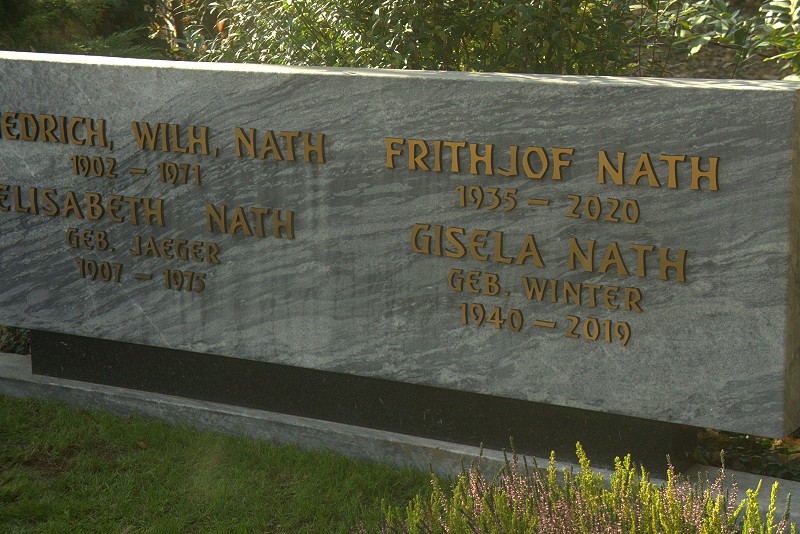 IEDRICH, WILH, NATH
1902 – 1971
ELISABETH NATH
GEB. JAEGER
1907 – 1975
FRITHJOF NATH
1935 – 2020
GISELA NATH
GEB. WINTER
1940 – 2019